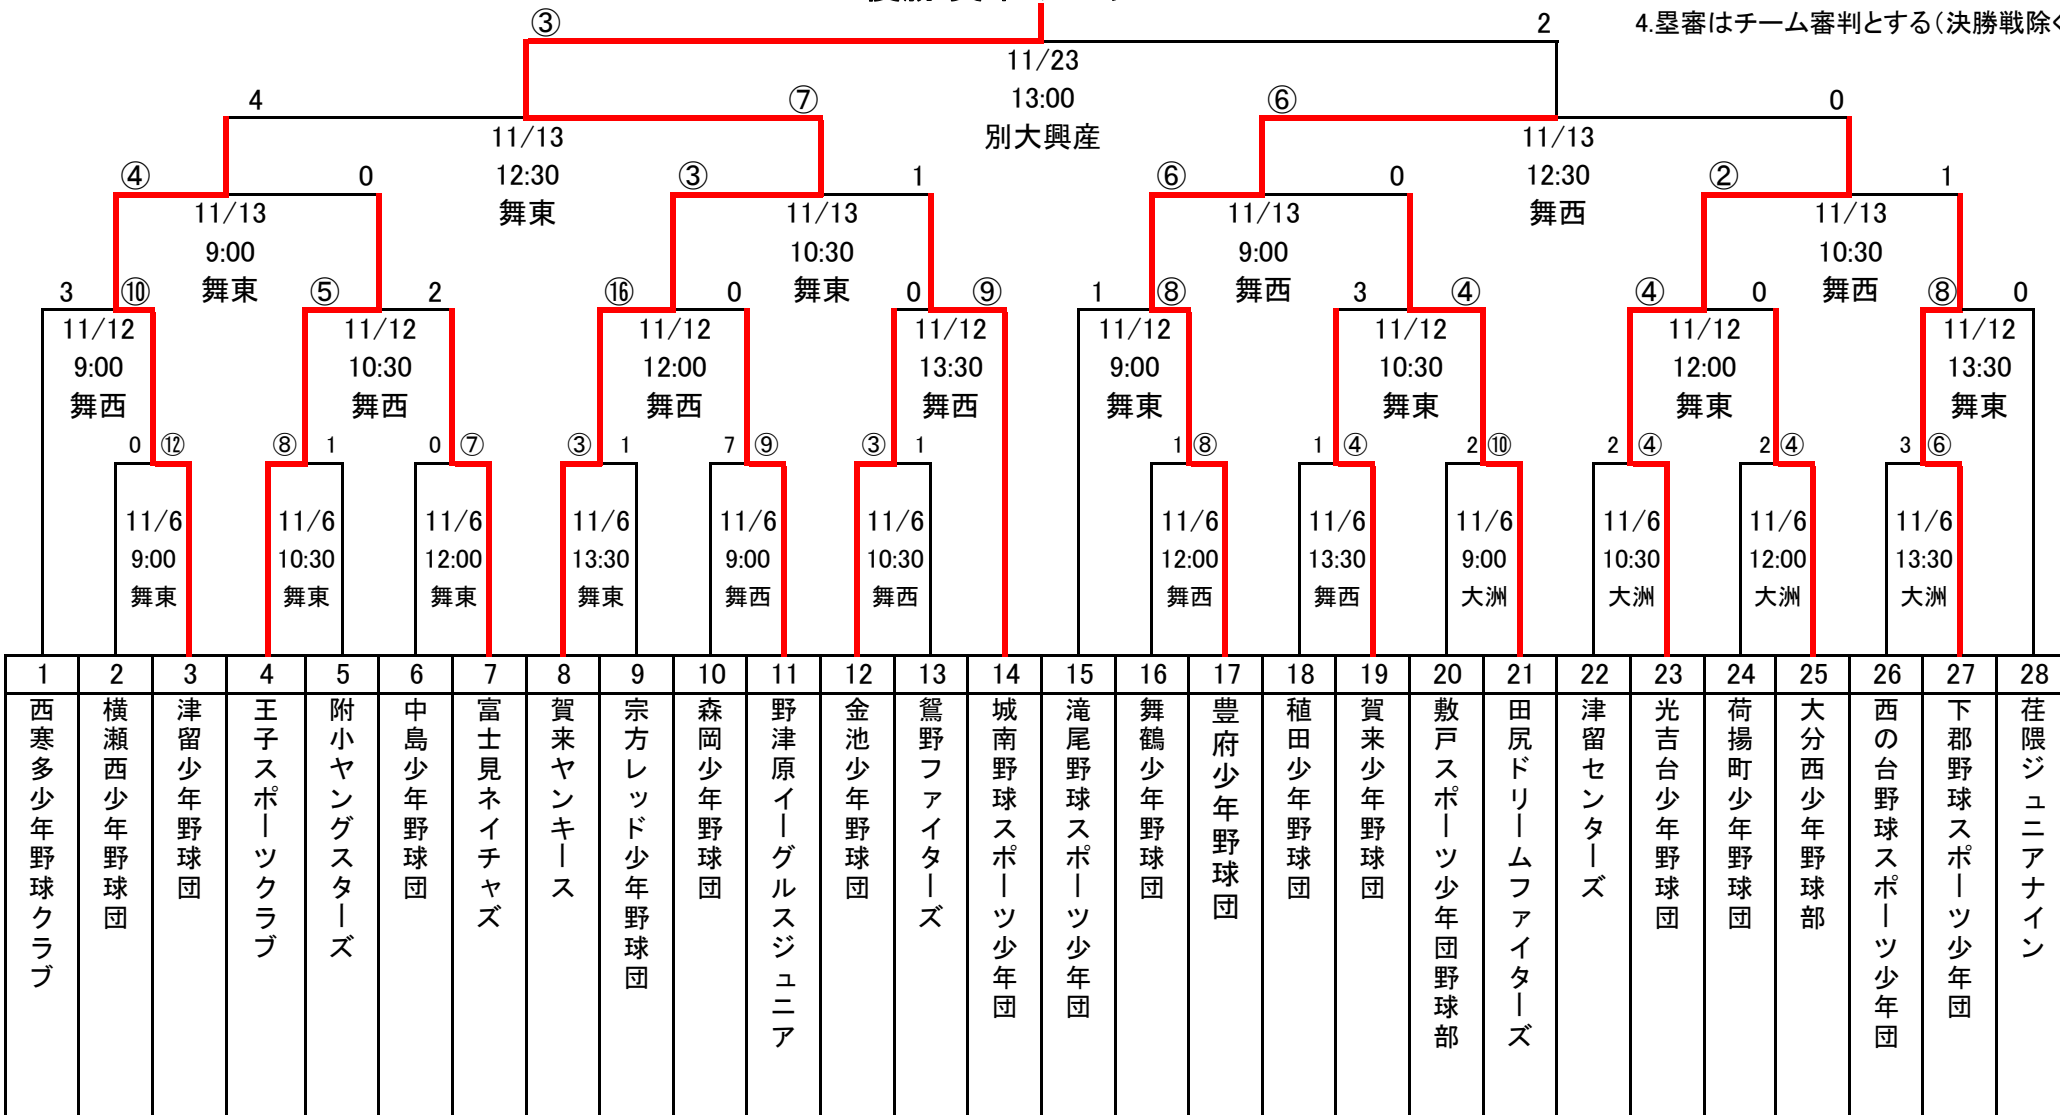 ③
2
4.塁審はチーム審判とする(決勝戦除く
11/23
13:00
別大興産
4
⑦
⑥
0
11/13
12:30
舞東
11/13
12:30
舞西
④
0
③
1
⑥
0
②
1
11/13
9:00
舞東
11/13
10:30
舞東
11/13
9:00
舞西
11/13
10:30
舞西
3
⑩
⑤
2
⑯
0
0
⑨
1
⑧
3
④
④
0
⑧
0
11/12
9:00
舞西
11/12
10:30
舞西
11/12
12:00
舞西
11/12
13:30
舞西
11/12
9:00
舞東
11/12
10:30
舞東
11/12
12:00
舞東
11/12
13:30
舞東
0
⑫
⑧
1
0
⑦
③
1
7
⑨
③
1
1
⑧
1
④
2
⑩
2
④
2
④
3
⑥
11/6
9:00
舞東
11/6
10:30
舞東
11/6
12:00
舞東
11/6
13:30
舞東
11/6
9:00
舞西
11/6
10:30
舞西
11/6
12:00
舞西
11/6
13:30
舞西
11/6
9:00
大洲
11/6
10:30
大洲
11/6
12:00
大洲
11/6
13:30
大洲
1
西寒多少年野球クラブ
2
横瀬西少年野球団
3
津留少年野球団
4
王子スポーツクラブ
5
附小ヤングスターズ
6
中島少年野球団
7
富士見ネイチャズ
8
賀来ヤンキース
9
宗方レッド少年野球団
10
森岡少年野球団
11
野津原イーグルスジュニア
12
金池少年野球団
13
鴛野ファイターズ
14
城南野球スポーツ少年団
15
滝尾野球スポーツ少年団
16
舞鶴少年野球団
17
豊府少年野球団
18
稙田少年野球団
19
賀来少年野球団
20
敷戸スポーツ少年団野球部
21
田尻ドリームファイターズ
22
津留センターズ
23
光吉台少年野球団
24
荷揚町少年野球団
25
大分西少年野球部
26
西の台野球スポーツ少年団
27
下郡野球スポーツ少年団
28
荏隈ジュニアナイン